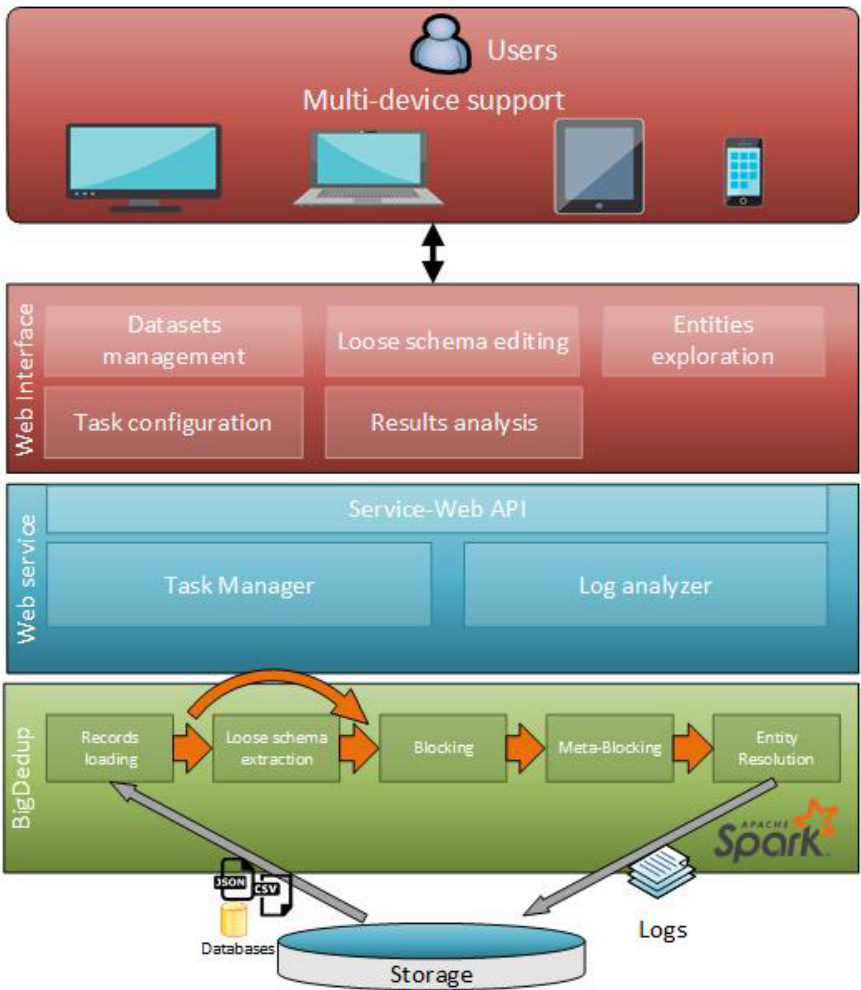 Users
Multi-device support
Web Interface
Datasets
management
Loose schema editing
Entities
exploration
Task configuration
Results analysis
Web service
Service-Web API
Task Manager
Log analyzer
BigDedup
Records
loading
Loose schema
extraction
Blocking
Meta-Blocking
Entity
Resolution
APACHE
Spark™
JSON
CSV
Databases
Logs
Storage